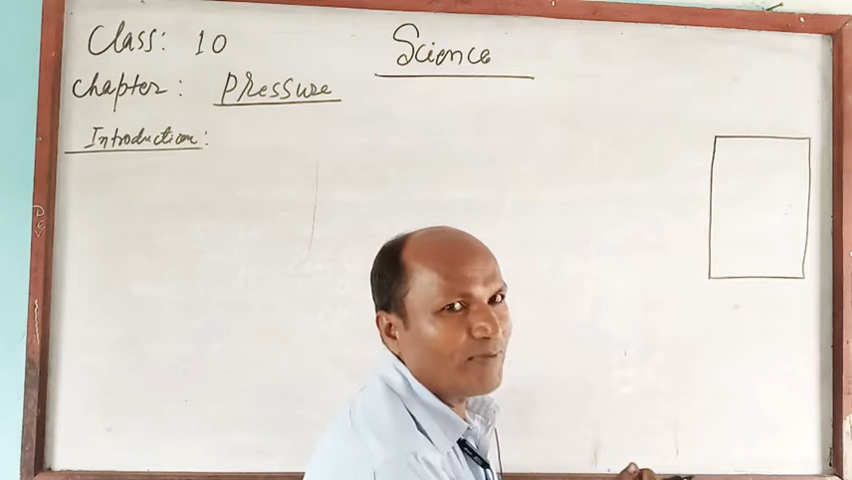 Class: 10
Science
Chapter: Pressure
Introduction: